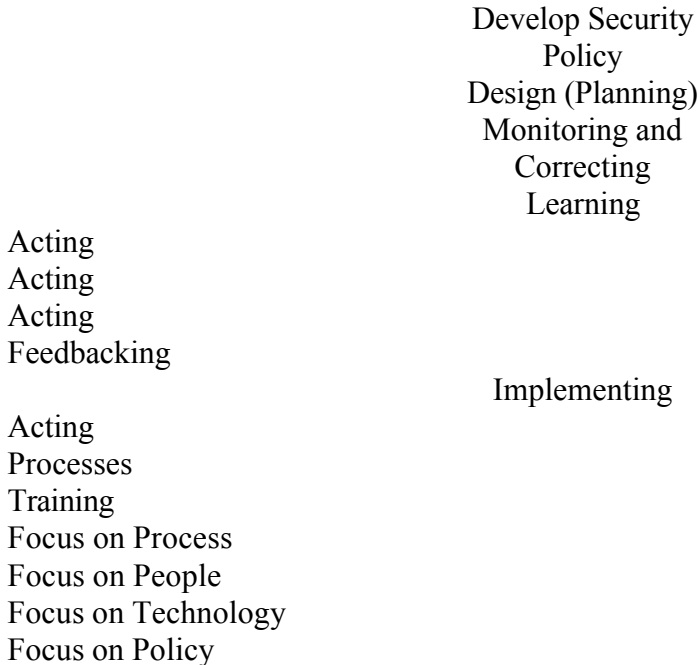 Develop Security
Policy
Design (Planning)
Monitoring and
Correcting
Learning
Acting
Acting
Acting
Feedbacking
Implementing
Acting
Processes
Training
Focus on Process
Focus on People
Focus on Technology
Focus on Policy